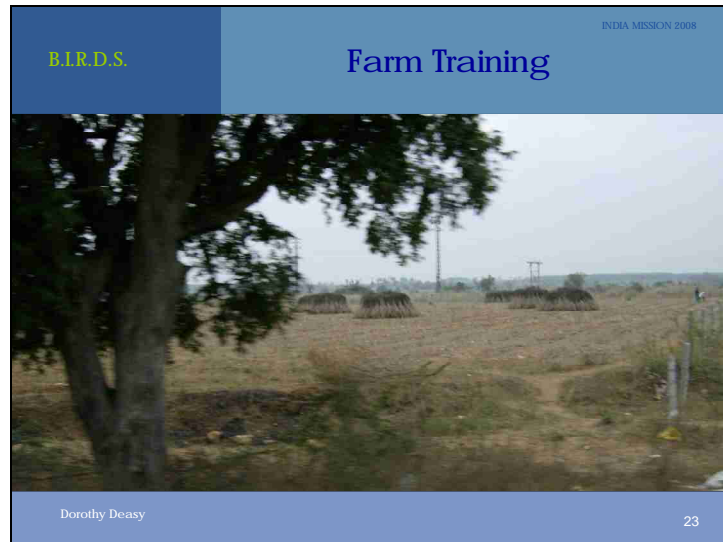 INDIA MISSION 2008
B.I.R.D.S.
Farm Training
Dorothy Deasy
23